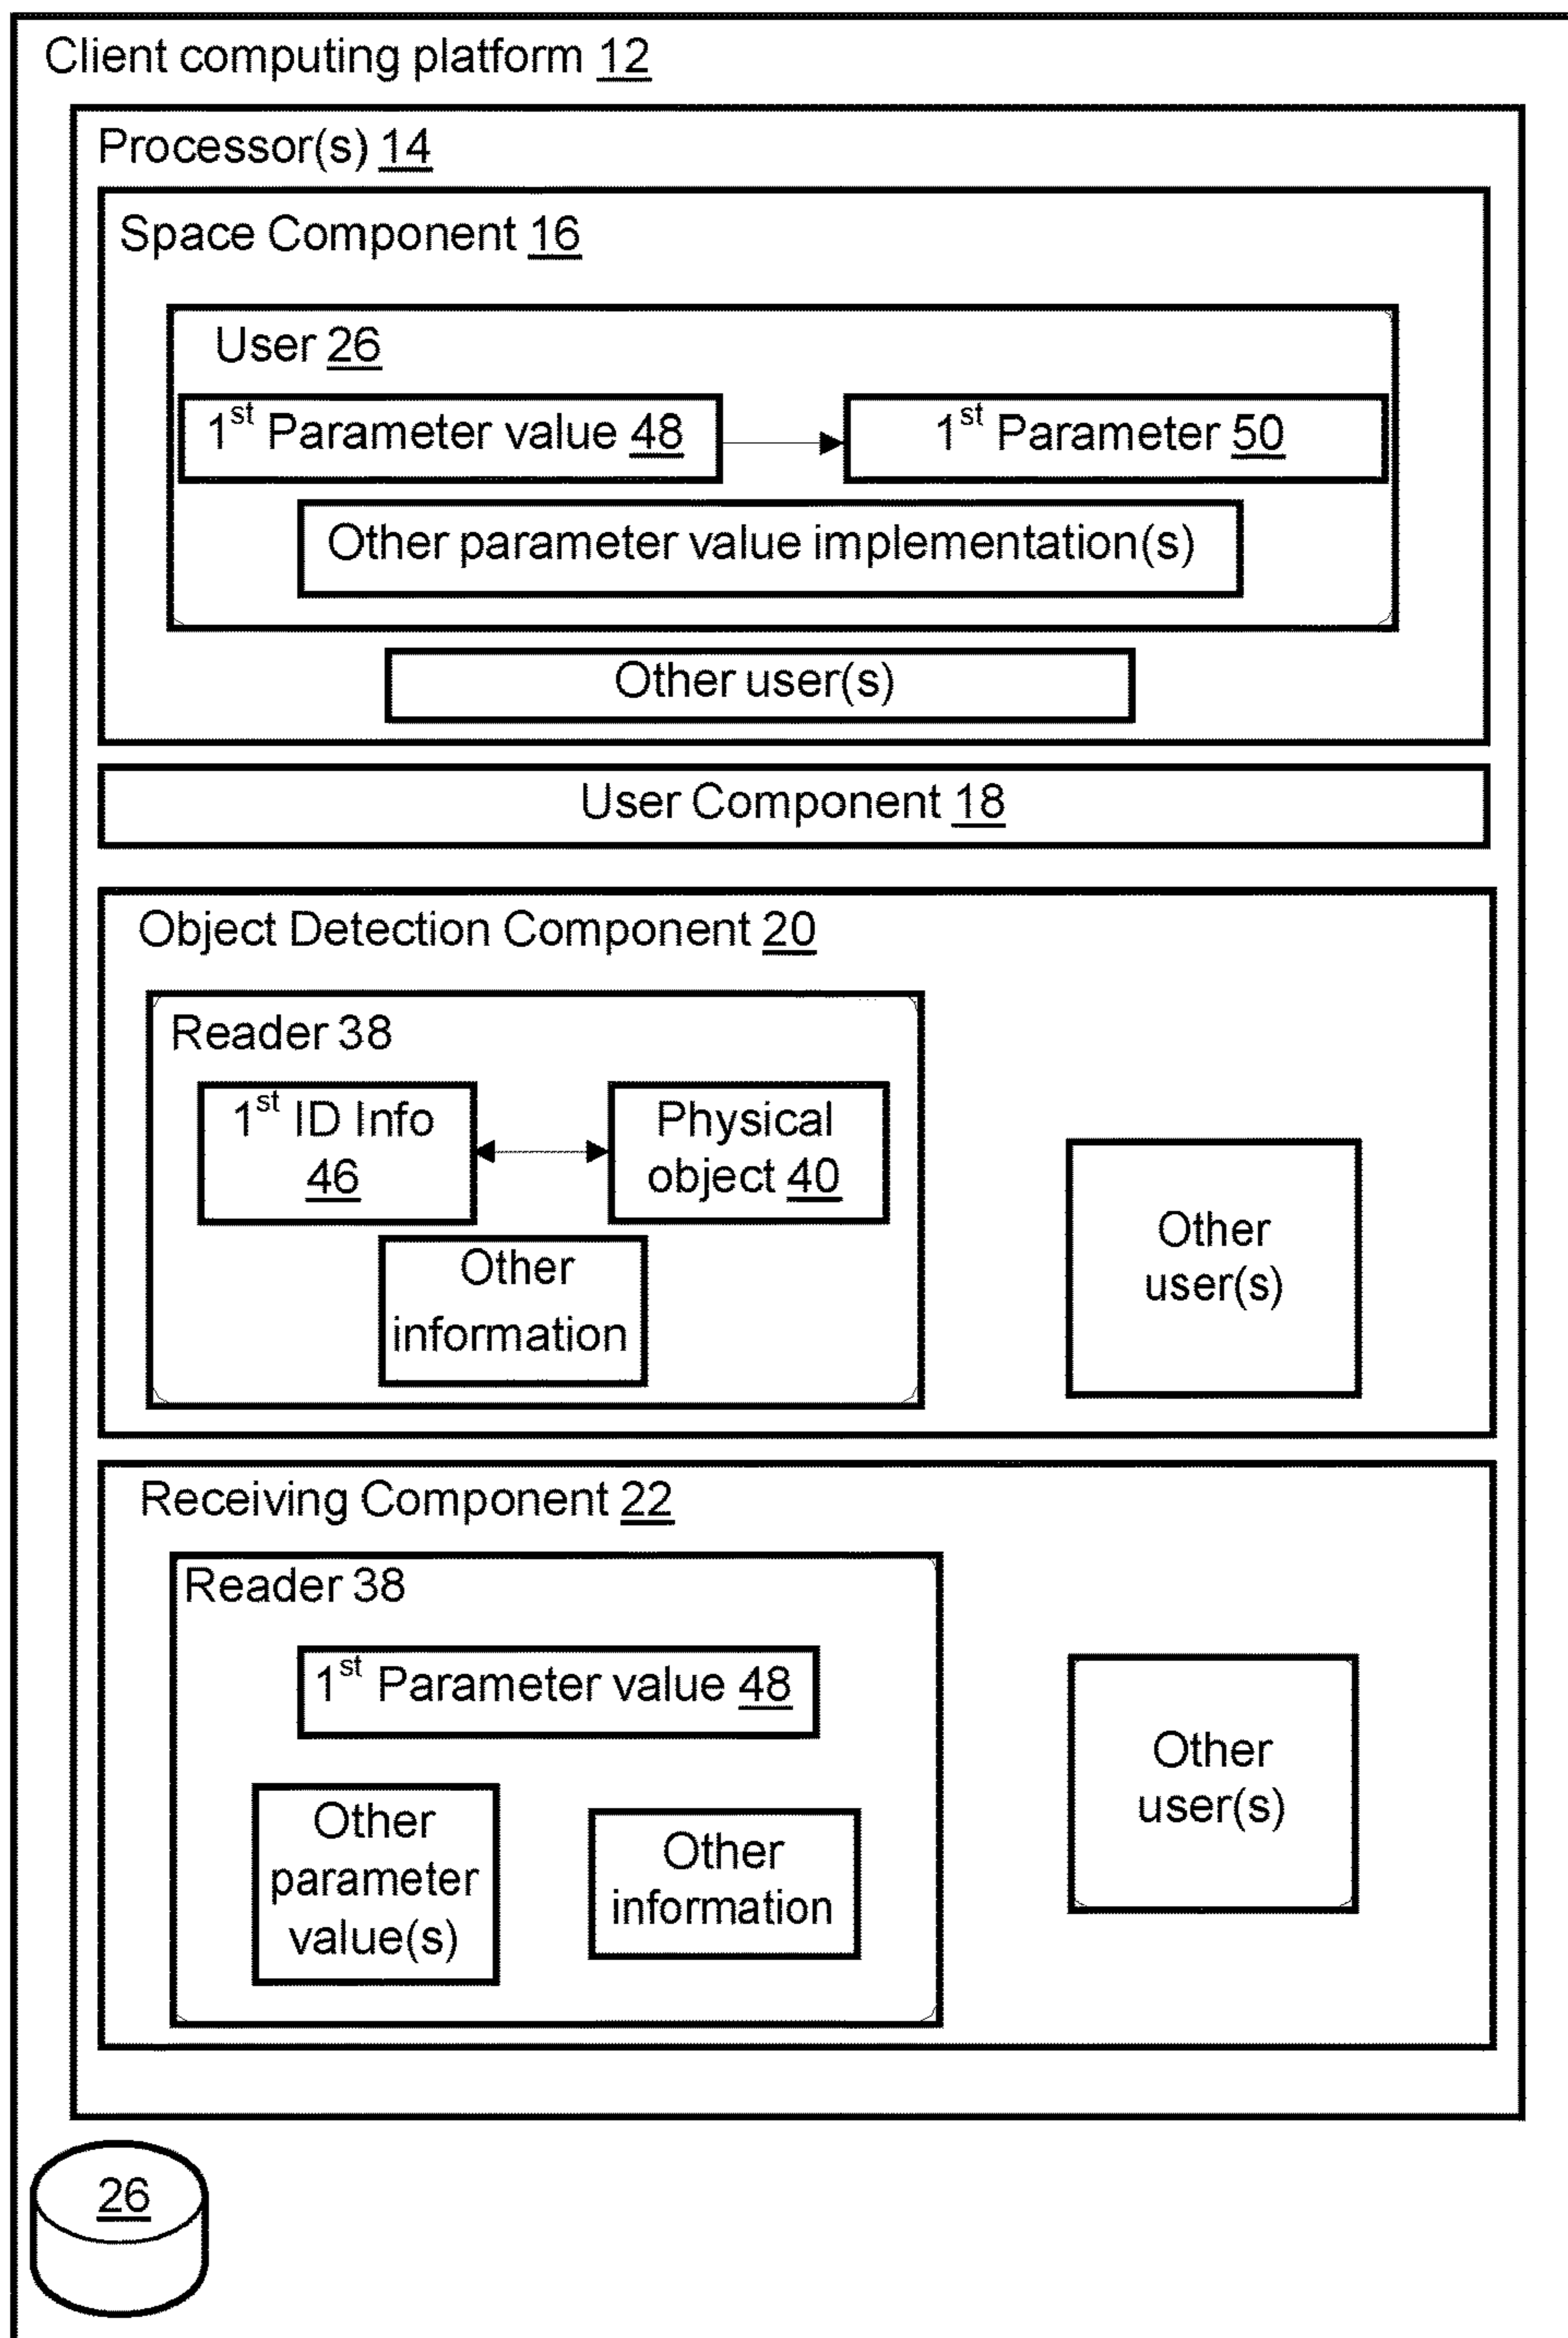 Client computing platform 12
Processor(s) 14
Space Component 16
User 26
1st Parameter value 48
1st Parameter 50
Other parameter value implementation(s)
Other user(s)
User Component 18
Object Detection Component 20
Reader 38
1st ID Info
46
Physical
object 40
Other
information
Other
user(s)
Receiving Component 22
Reader 38
1st Parameter value 48
Other
parameter
value(s)
Other
information
Other
user(s)
26